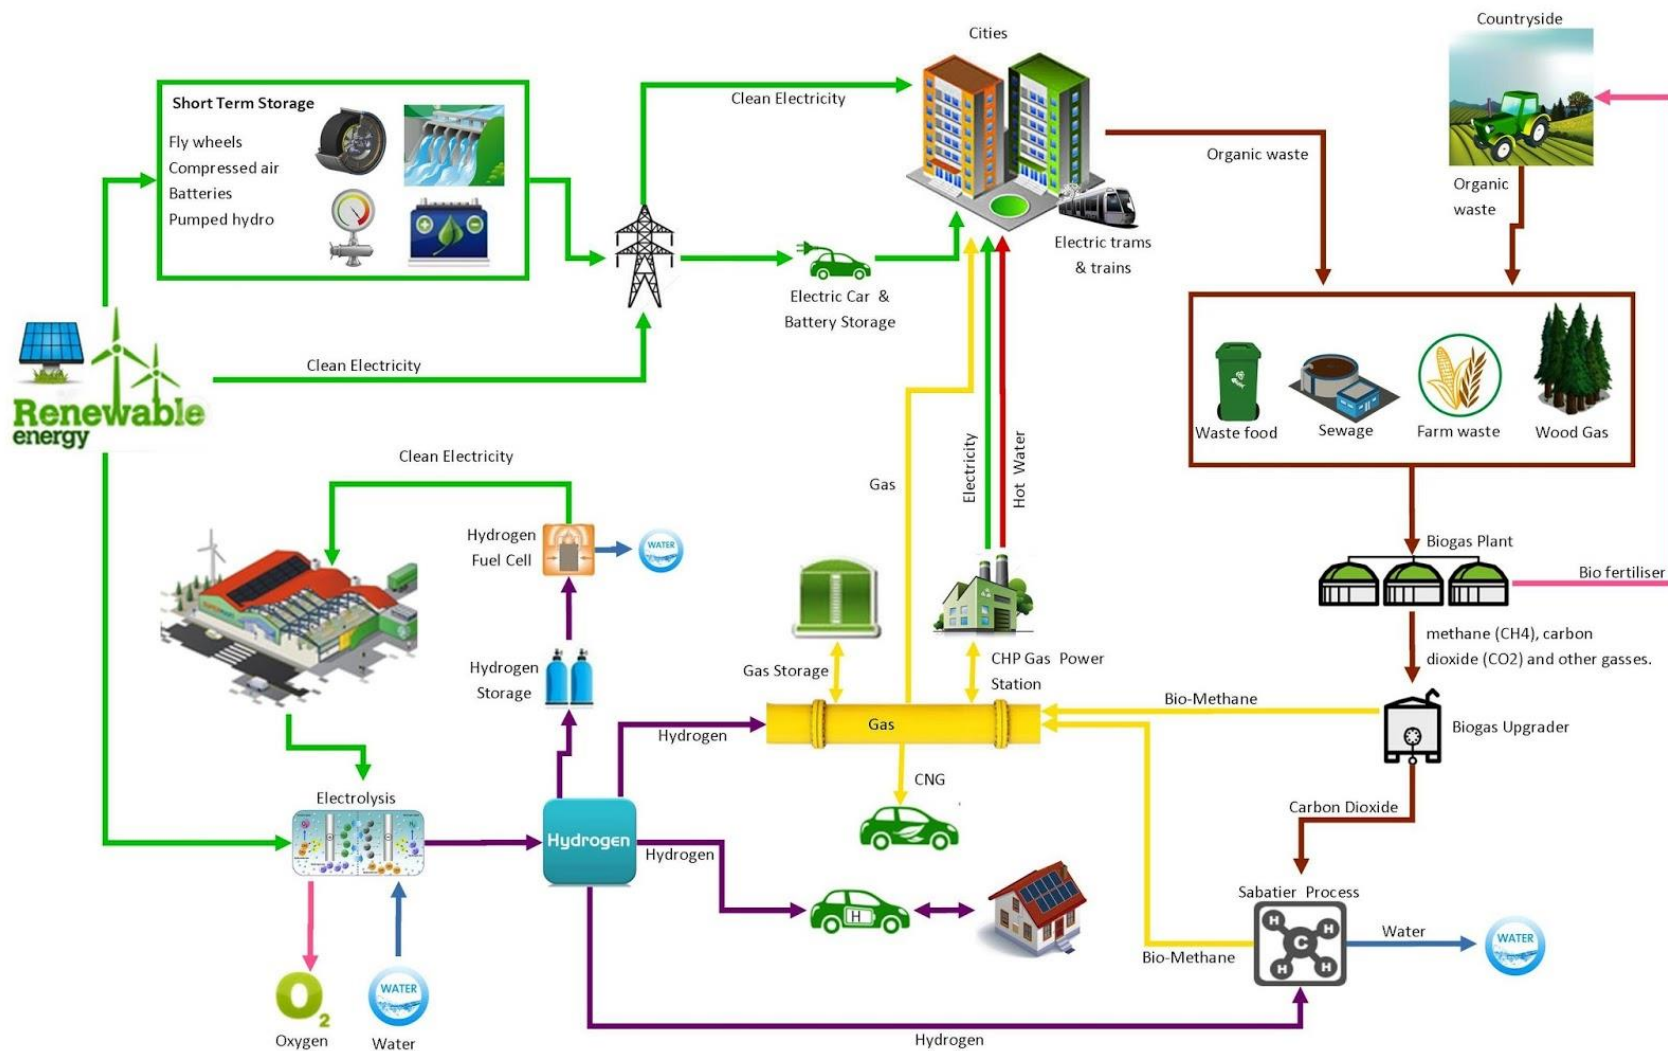 Countryside
Cities
Short Term Storage
Fly wheels
Compressed air
Batteries
Pumped hydro
Clean Electricity
Organic waste
Organic
waste
Electric trams
& trains
Electric Car &
Battery Storage
Clean Electricity
Renewable
energy
Waste food
Sewage
Farm waste
Wood Gas
Clean Electricity
Gas
Electricity
Hot Water
Hydrogen
Fuel Cell
WATER
Biogas Plant
Bio fertiliser
methane (CH4), carbon
dioxide (CO2) and other gasses.
Hydrogen
Storage
Gas Storage
CHP Gas Power
Station
Bio-Methane
Gas
Hydrogen
Biogas Upgrader
CNG
Electrolysis
Carbon Dioxide
Hydrogen
Hydrogen
Sabatier Process
H
H
H
C
H
H
Water
WATER
Bio-Methane
WATER
O2
Oxygen
Water
Hydrogen